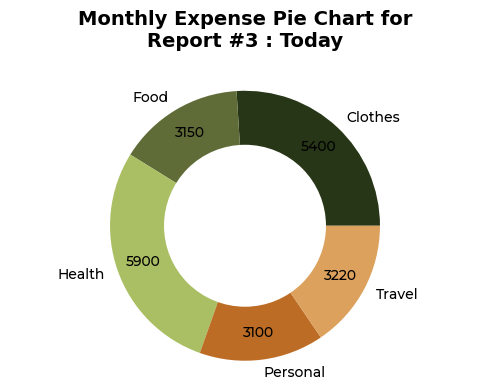 Monthly Expense Pie Chart for
Report #3 : Today
Food
Clothes
3150
5400
Health
5900
3220
Travel
3100
Personal